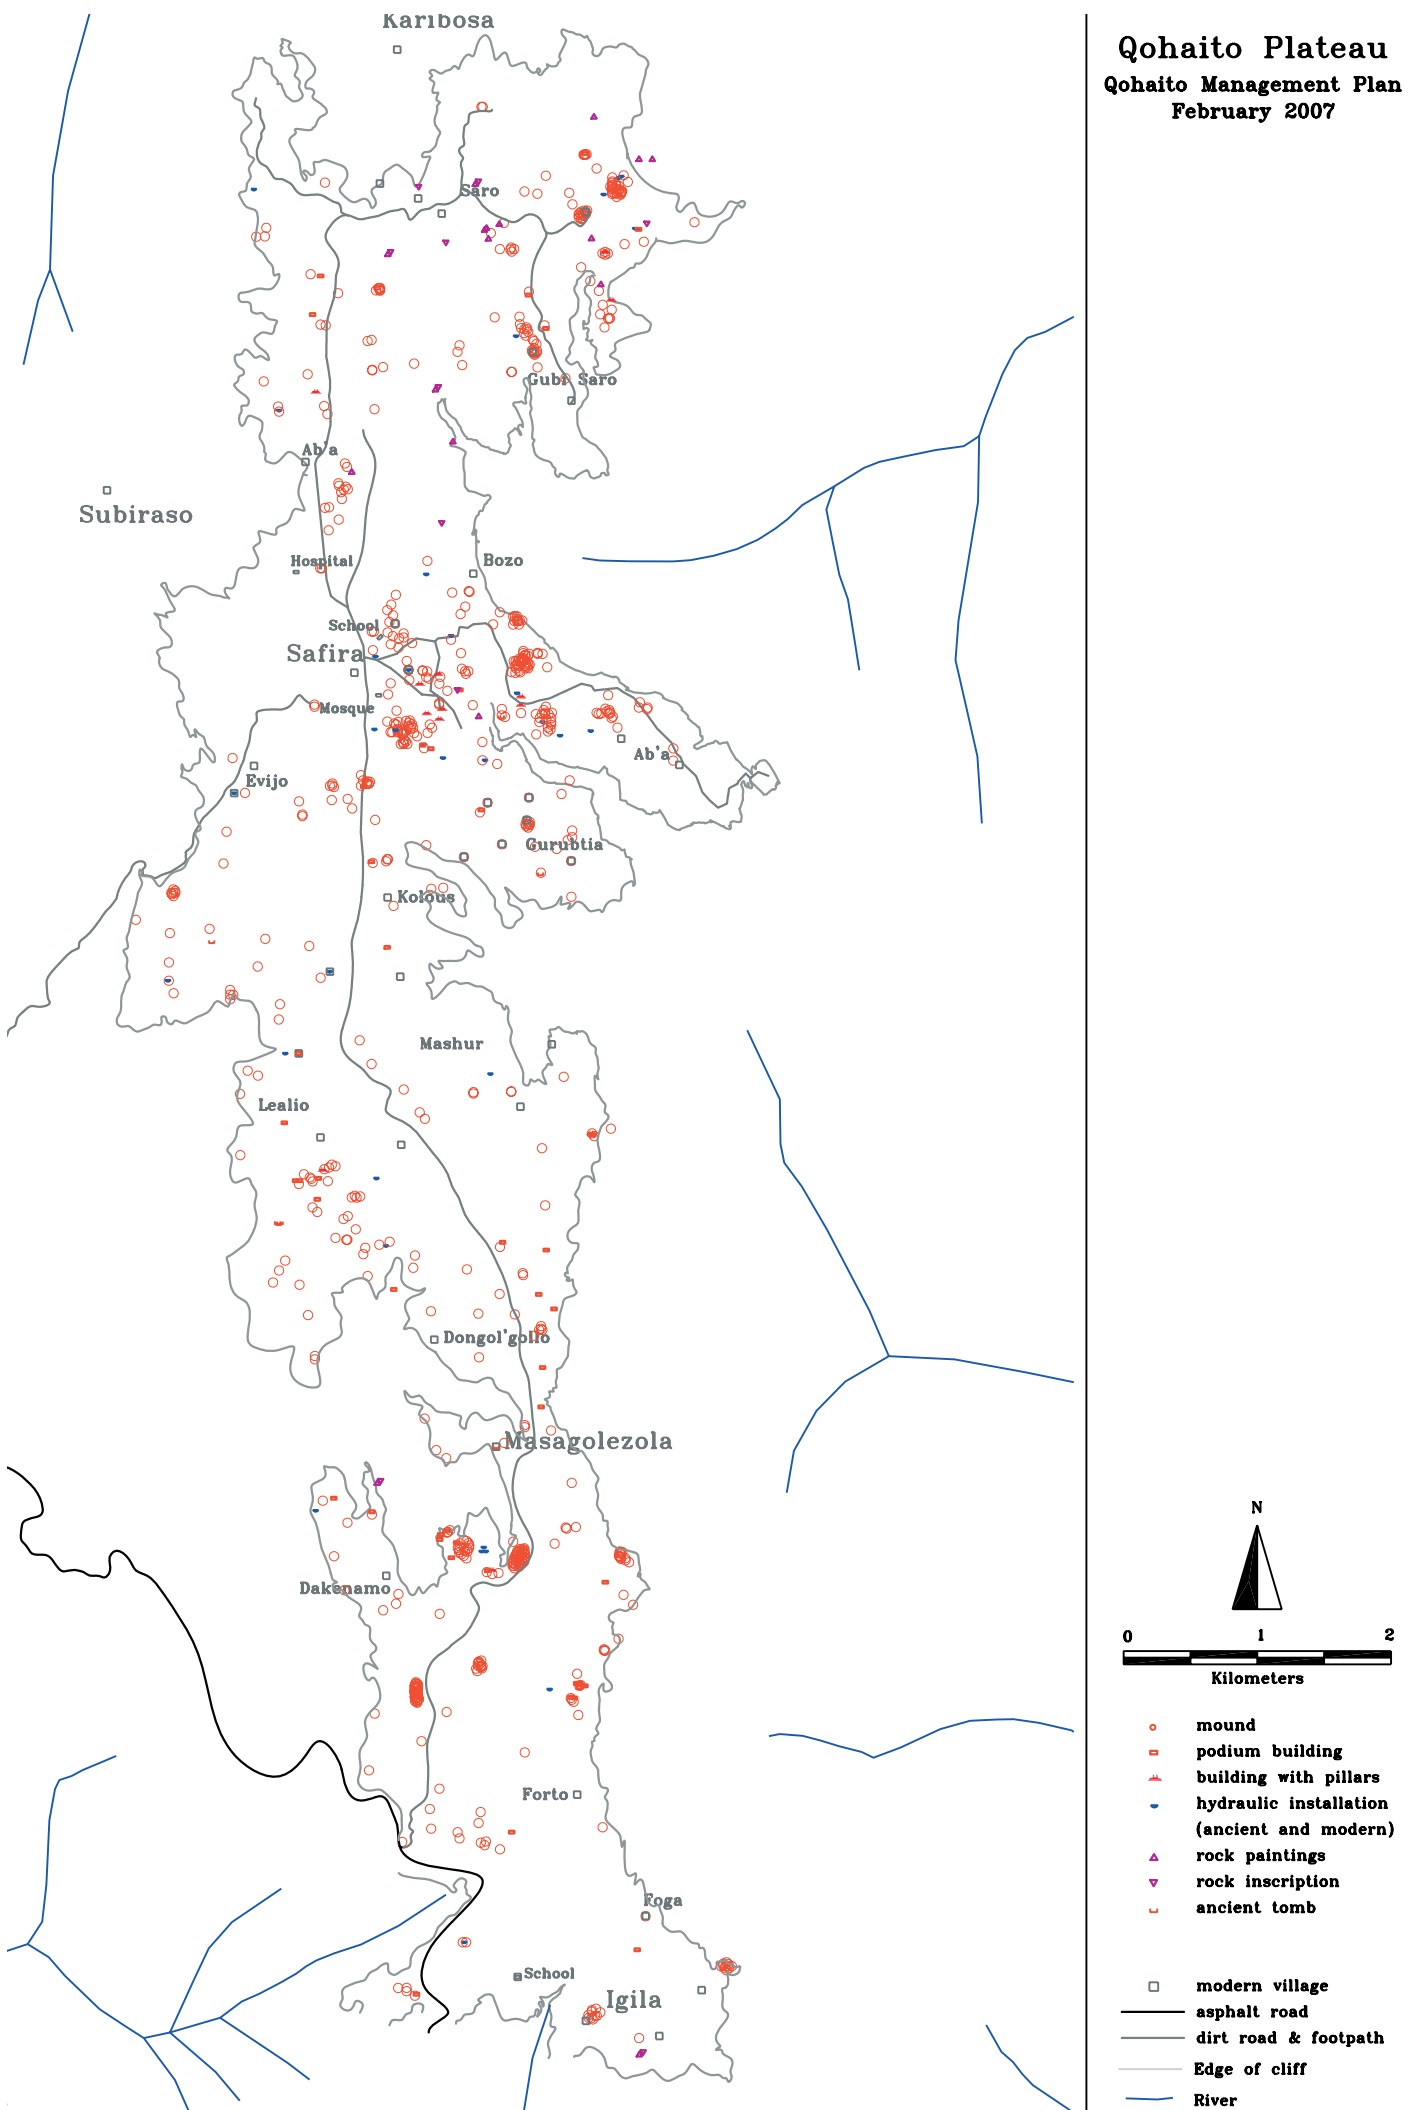 Karibosa
Qohaito Plateau
Qohaito Management Plan
February 2007
Saro
Gubi Saro
Ab'a
Subiraso
Hospital
Bozo
School
Safira
Mosque
Ab'a
Evijo
Gurubtia
Kolous
Mashur
Lealio
Dongol'gollo
Masagolezola
Dakenamo
N
0 1 2
Kilometers
mound
podium building
building with pillars
hydraulic installation
(ancient and modern)
rock paintings
rock inscription
ancient tomb
Forto
Foga
School
Igila
modern village
asphalt road
dirt road & footpath
Edge of cliff
River